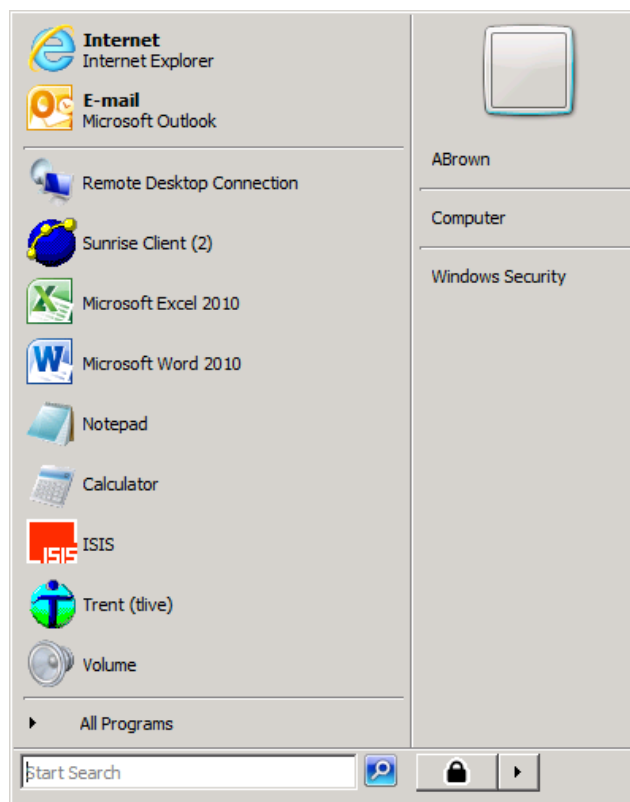 Internet
Internet Explorer
E-mail
Microsoft Outlook
Remote Desktop Connection
Sunrise Client (2)
Microsoft Excel 2010
Microsoft Word 2010
Notepad
Calculator
ISIS
ISIS
Trent (tlive)
Volume
All Programs
Start Search
ABrown
Computer
Windows Security